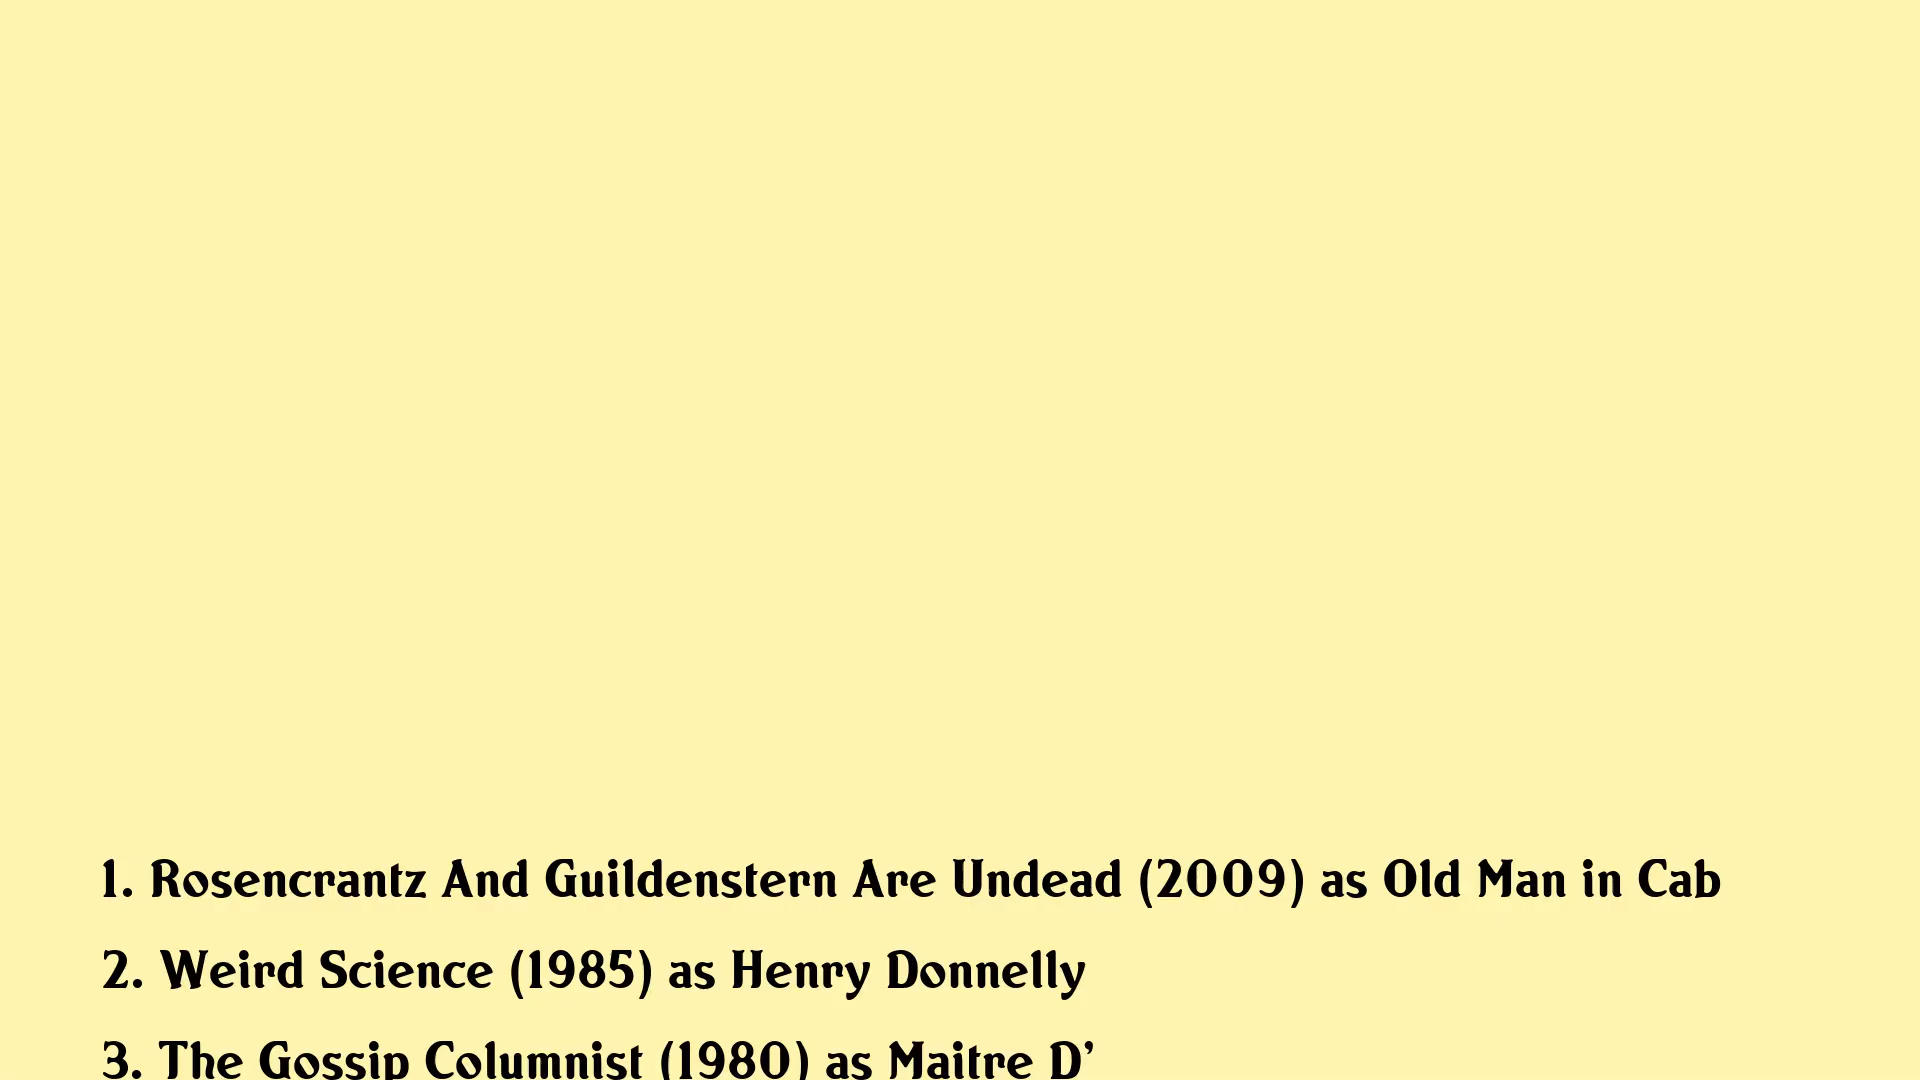 1. Rosencrantz And Guildenstern Are Undead (2009) as Old Man in Cab
2. Weird Science (1985) as Henry Donnelly
3. The Gossip Columnist (1980) as Maitre D’